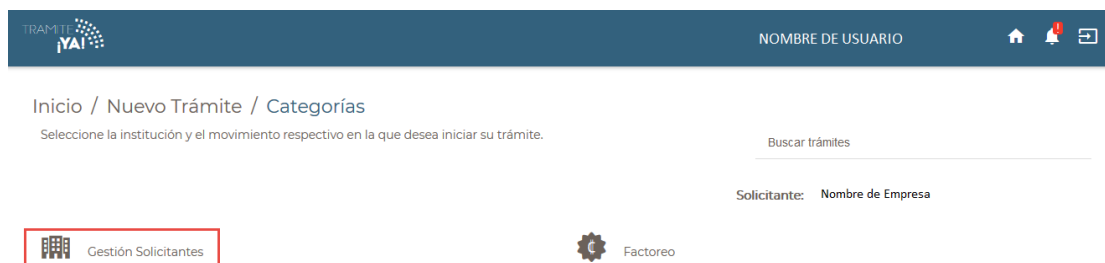 TRAMITE
¡YA!
NOMBRE DE USUARIO
Inicio / Nuevo Trámite / Categorías
Seleccione la institución y el movimiento respectivo en la que desea iniciar su trámite.
Buscar trámites
Solicitante: Nombre de Empresa
Gestión Solicitantes
Factoreo